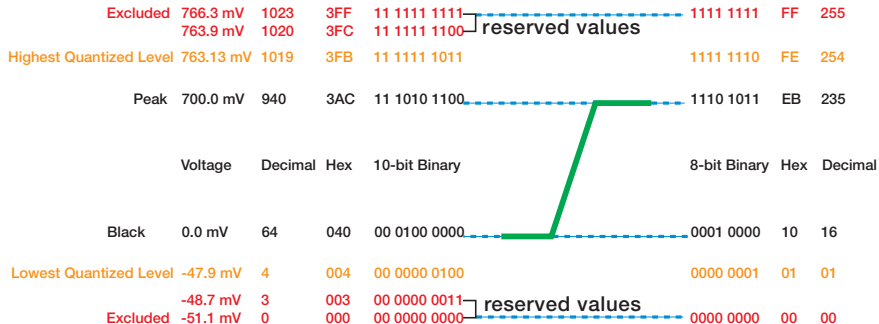 Excluded 766.3 mV 1023 3FF 11 1111 1111 1111 1111 FF 255
763.9 mV 1020 3FC 11 1111 1100 reserved values
Highest Quantized Level 763.13 mV 1019 3FB 11 1111 1011 1111 1110 FE 254
Peak 700.0 mV 940 3AC 11 1010 1100 1110 1011 EB 235
Voltage Decimal Hex 10-bit Binary 8-bit Binary Hex Decimal
Black 0.0 mV 64 040 00 0100 0000 0001 0000 10 16
Lowest Quantized Level -47.9 mV 4 004 00 0000 0100 0000 0001 01 01
-48.7 mV 3 003 00 0000 0011 reserved values
Excluded -51.1 mV 0 000 00 0000 0000 0000 0000 00 00